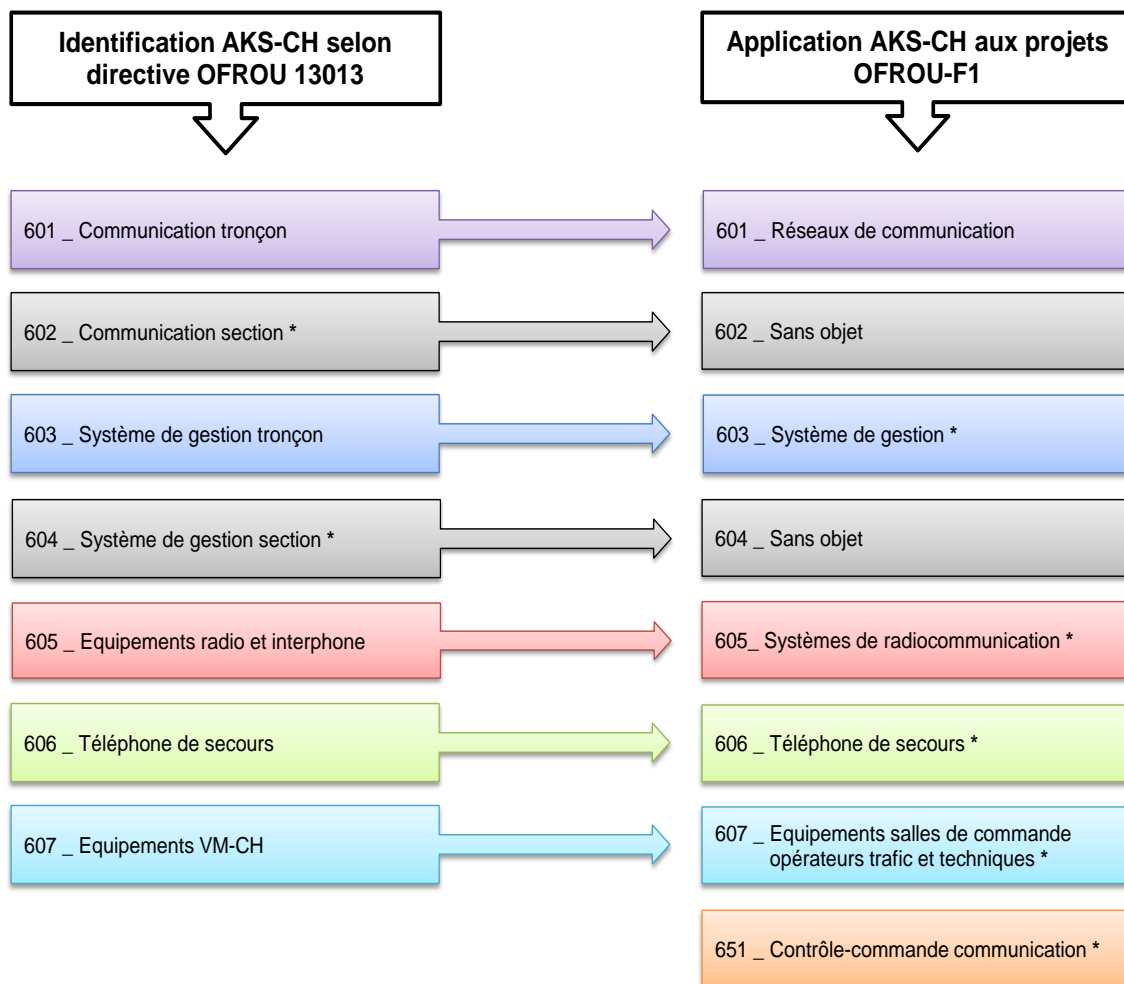 Identification AKS-CH selon
directive OFROU 13013
Application AKS-CH aux projets
OFROU-F1
601 _ Communication tronçon
601 _ Réseaux de communication
602 _ Communication section *
602 _ Sans objet
603 _ Système de gestion tronçon
603 _ Système de gestion *
604 _ Système de gestion section *
604 _ Sans objet
605 _ Equipements radio et interphone
605_ Systèmes de radiocommunication *
606 _ Téléphone de secours
606 _ Téléphone de secours *
607 _ Equipements VM-CH
607 _ Equipements salles de commande
opérateurs trafic et techniques *
651 _ Contrôle-commande communication *